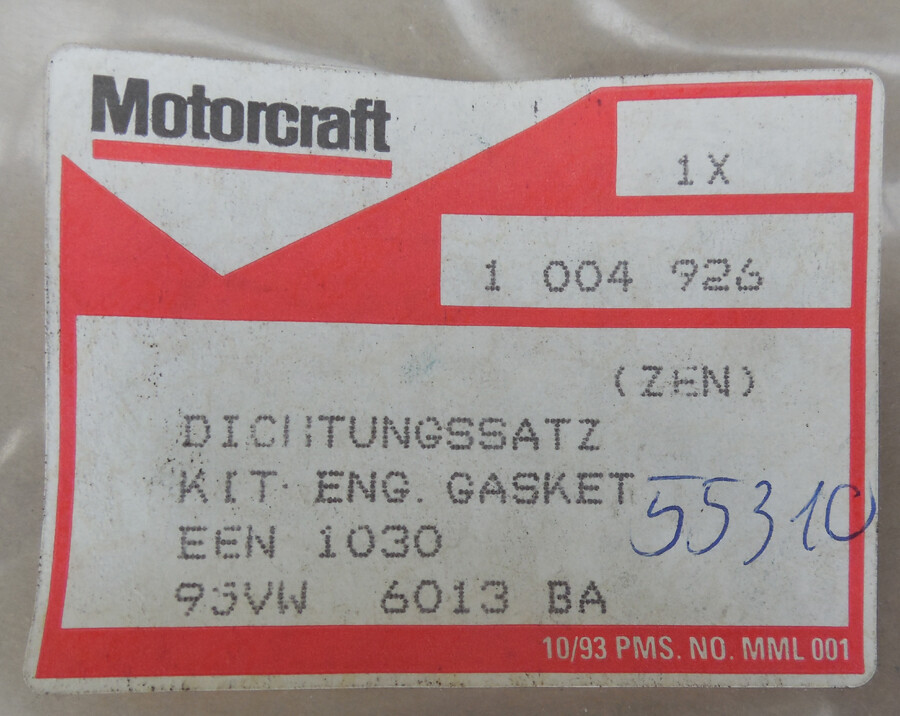 Motorcraft
1X
1 004 926
(ZEN)
DICHTUNGSSATZ
KIT ENG. GASKET
55310
EEN 1030
6013 BA
10/93 PMS. NO. MML 001